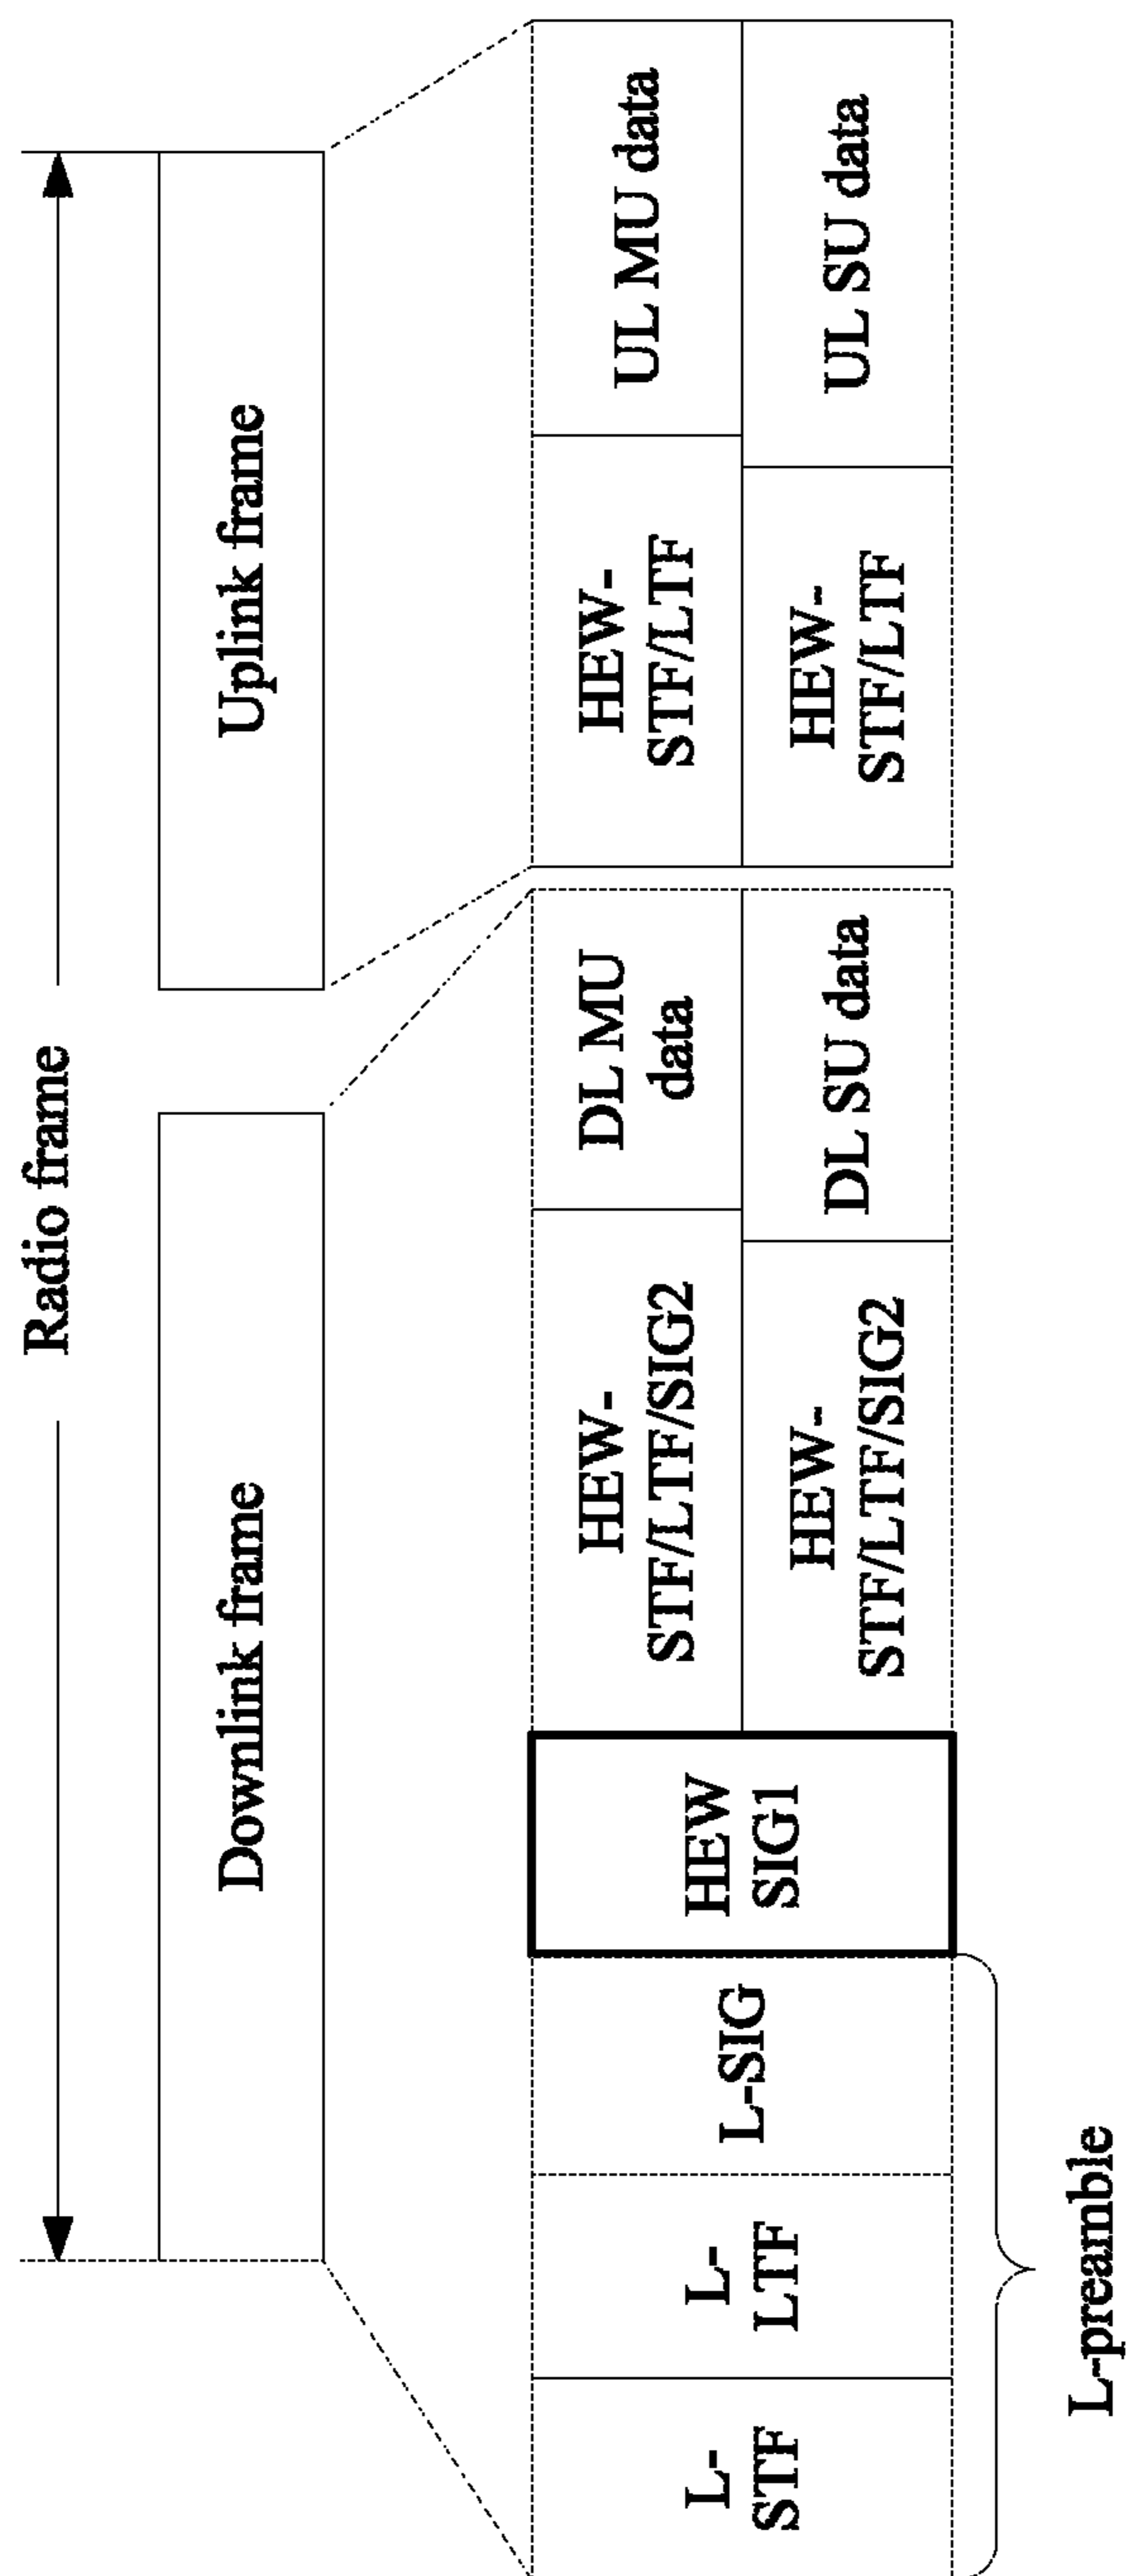 Radio frame
Downlink frame
Uplink frame
L-
STF
L-
LTF
L-SIG
HEW
SIG1
HEW-
STF/LTF/SIG2
DL MU
data
HEW-
STF/LTF
UL MU data
HEW-
STF/LTF/SIG2
DL SU data
HEW-
STF/LTF
UL SU data
L-preamble